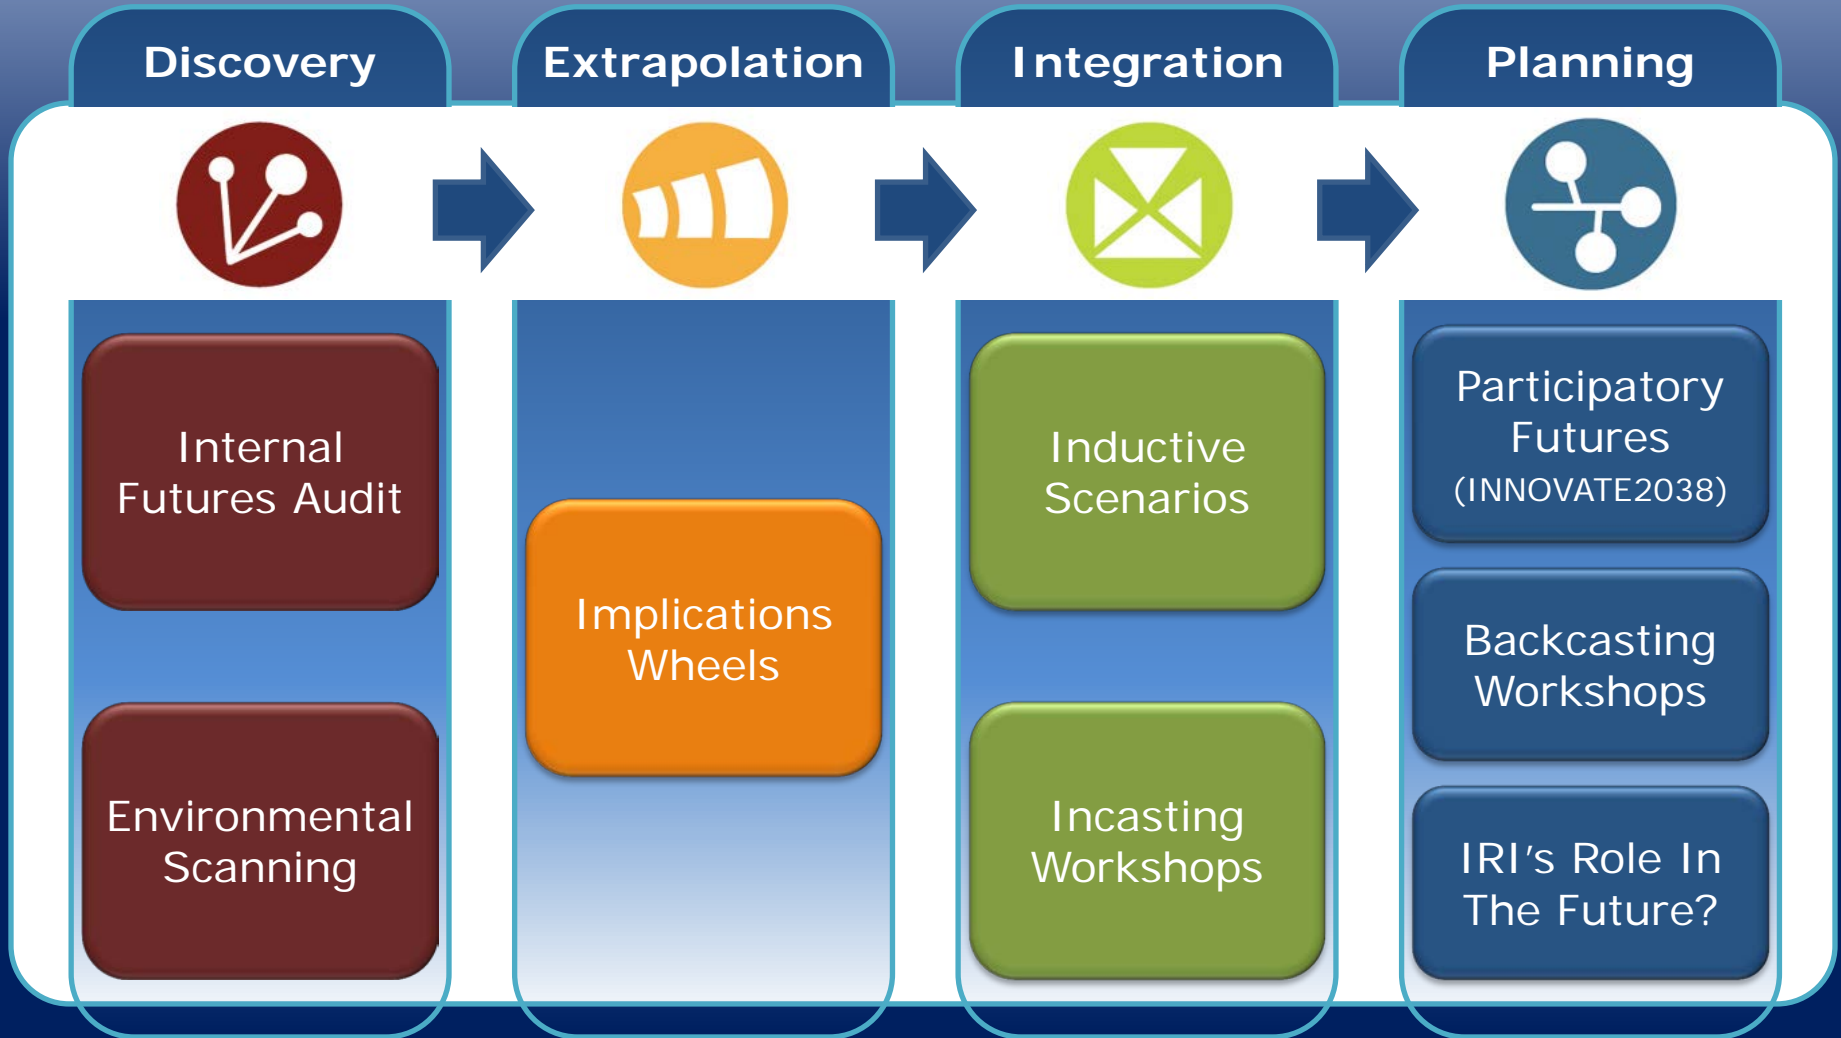 Discovery
Internal
Futures Audit
Environmental
Scanning
Extrapolation
Implications
Wheels
Integration
Inductive
Scenarios
Incasting
Workshops
Planning
Participatory
Futures
(INNOVATE2038)
Backcasting
Workshops
IRI's Role In
The Future?